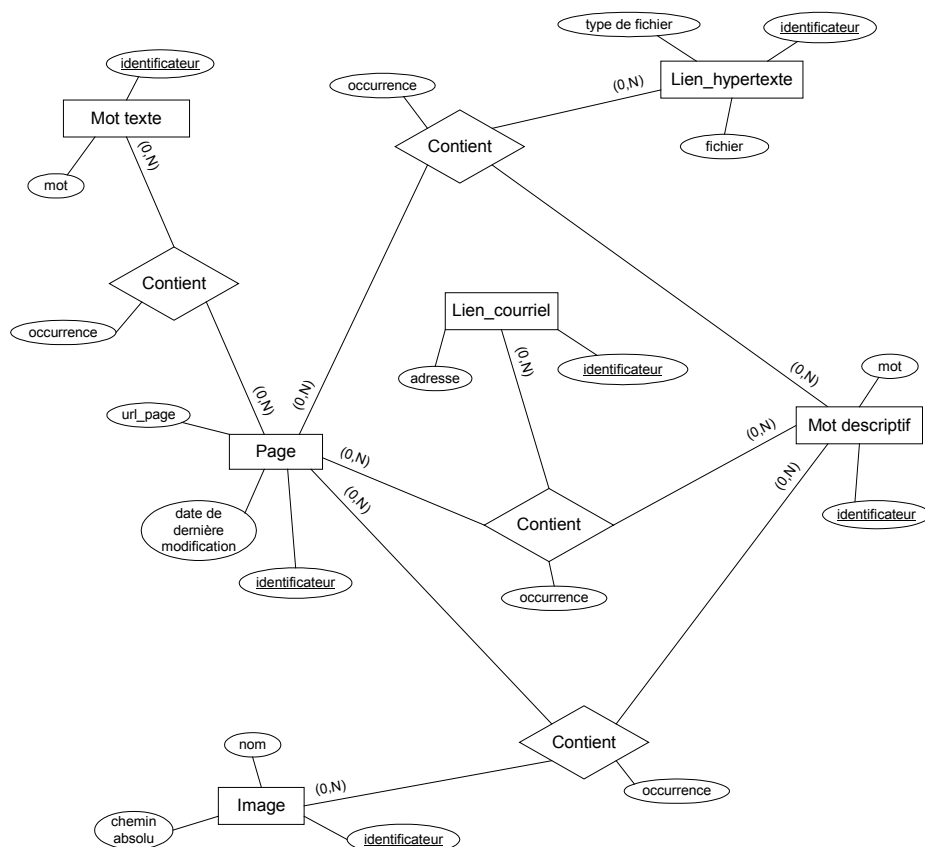 type de fichier
identificateur
identificateur
occurrence
(0,N)
Lien_hypertexte
Mot texte
(0,N)
Contient
fichier
mot
Contient
Lien_courriel
occurrence
(0,N)
adresse
identificateur
(0,N)
mot
(0,N)
(0,N)
url_page
Mot descriptif
(0,N)
Page
(0,N)
(0,N)
(0,N)
date de
dernière
modification
Contient
identificateur
identificateur
occurrence
nom
Contient
(0,N)
occurrence
Image
chemin
absolu
identificateur